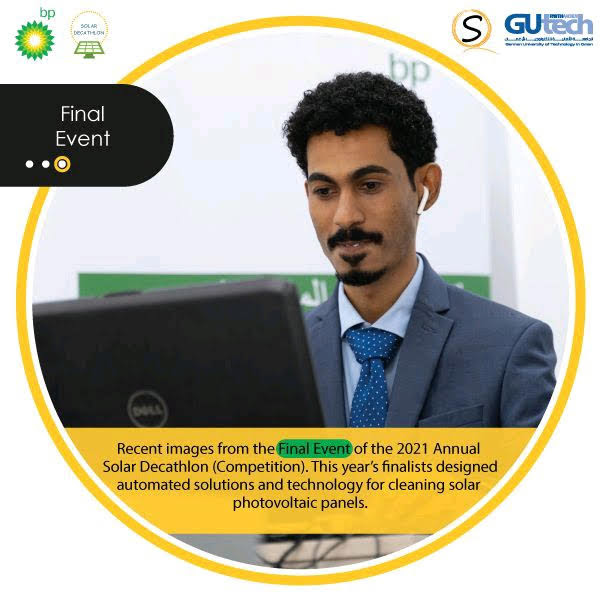 bp
SOLAR
DECATHLON
S
GUtech
German University of Technology in Oman
Final
Event
bp
DELL
Recent images from the Final Event of the 2021 Annual
Solar Decathlon (Competition). This year's finalists designed
automated solutions and technology for cleaning solar
photovoltaic panels.